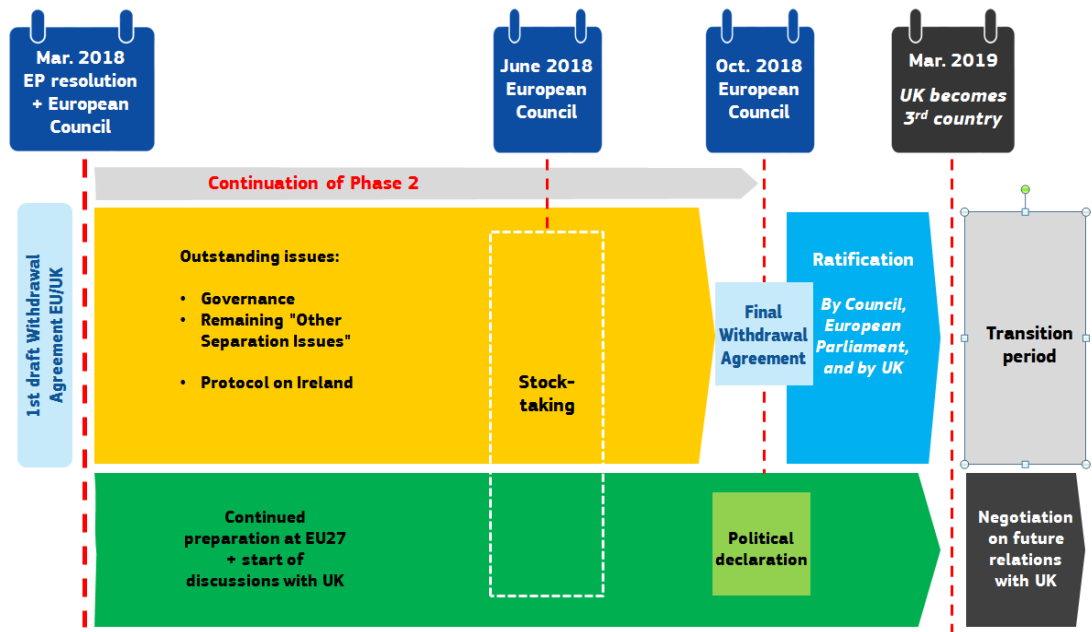 Mar. 2018
EP resolution
+ European
Council
June 2018
European
Council
Oct. 2018
European
Council
Mar. 2019
UK becomes
3rd country
Continuation of Phase 2
1st draft Withdrawal
Agreement EU/UK
Outstanding issues:
• Governance
• Remaining "Other
Separation Issues"
• Protocol on Ireland
Stock-
taking
Final
Withdrawal
Agreement
Ratification
By Council,
European
Parliament,
and by UK
Transition
period
Continued
preparation at EU27
+ start of
discussions with UK
Political
declaration
Negotiation
on future
relations
with UK